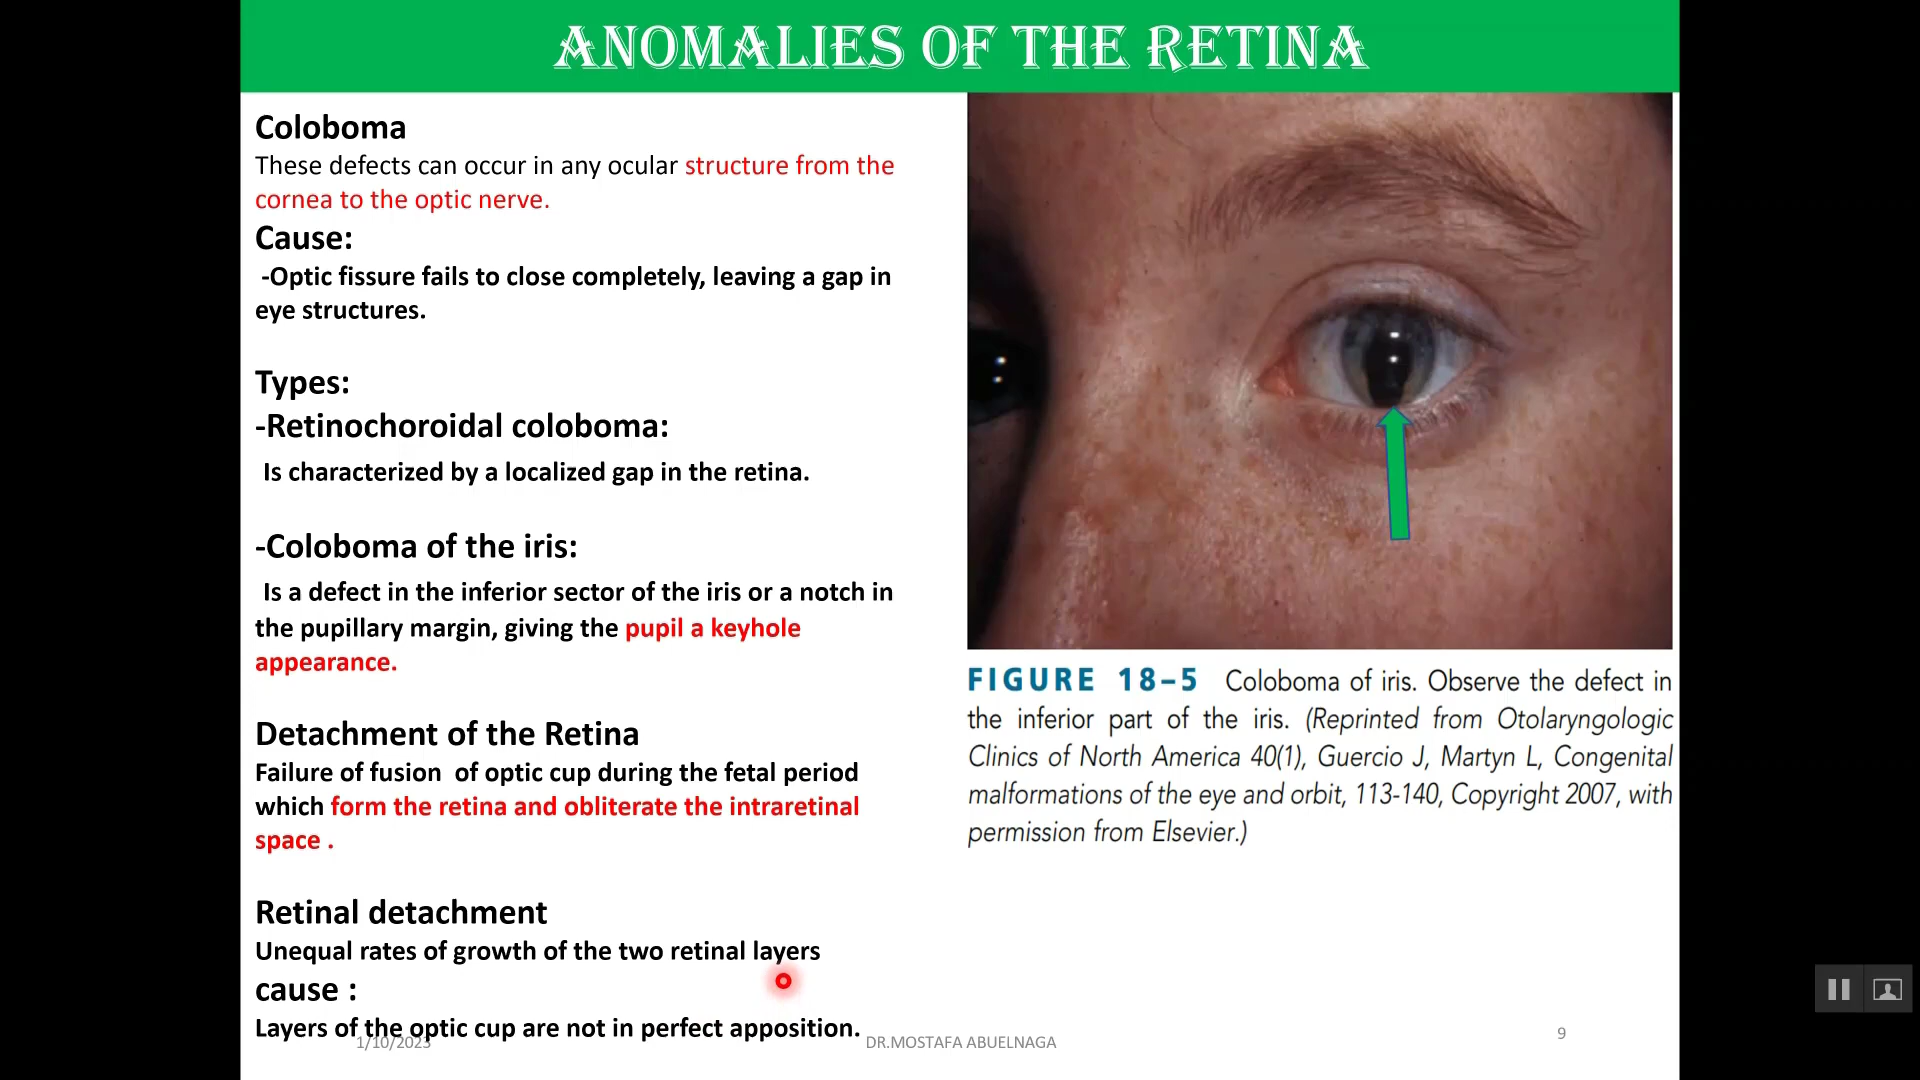 ANOMALIES OF THE RETINA
Coloboma
These defects can occur in any ocular structure from the
cornea to the optic nerve.
Cause:
-Optic fissure fails to close completely, leaving a gap in
eye structures.
Types:
-Retinochoroidal coloboma:
Is characterized by a localized gap in the retina.
-Coloboma of the iris:
Is a defect in the inferior sector of the iris or a notch in
the pupillary margin, giving the pupil a keyhole
appearance.
Detachment of the Retina
Failure of fusion of optic cup during the fetal period
which form the retina and obliterate the intraretinal
space .
Retinal detachment
Unequal rates of growth of the two retinal layers
cause :
Layers of the optic cup are not in perfect apposition.
FIGURE 18–5 Coloboma of iris. Observe the defect in
the inferior part of the iris. (Reprinted from Otolaryngologic
Clinics of North America 40(1), Guercio J, Martyn L, Congenital
malformations of the eye and orbit, 113-140, Copyright 2007, with
permission from Elsevier.)
1/10/2023
DR.MOSTAFA ABUELNAGA
9